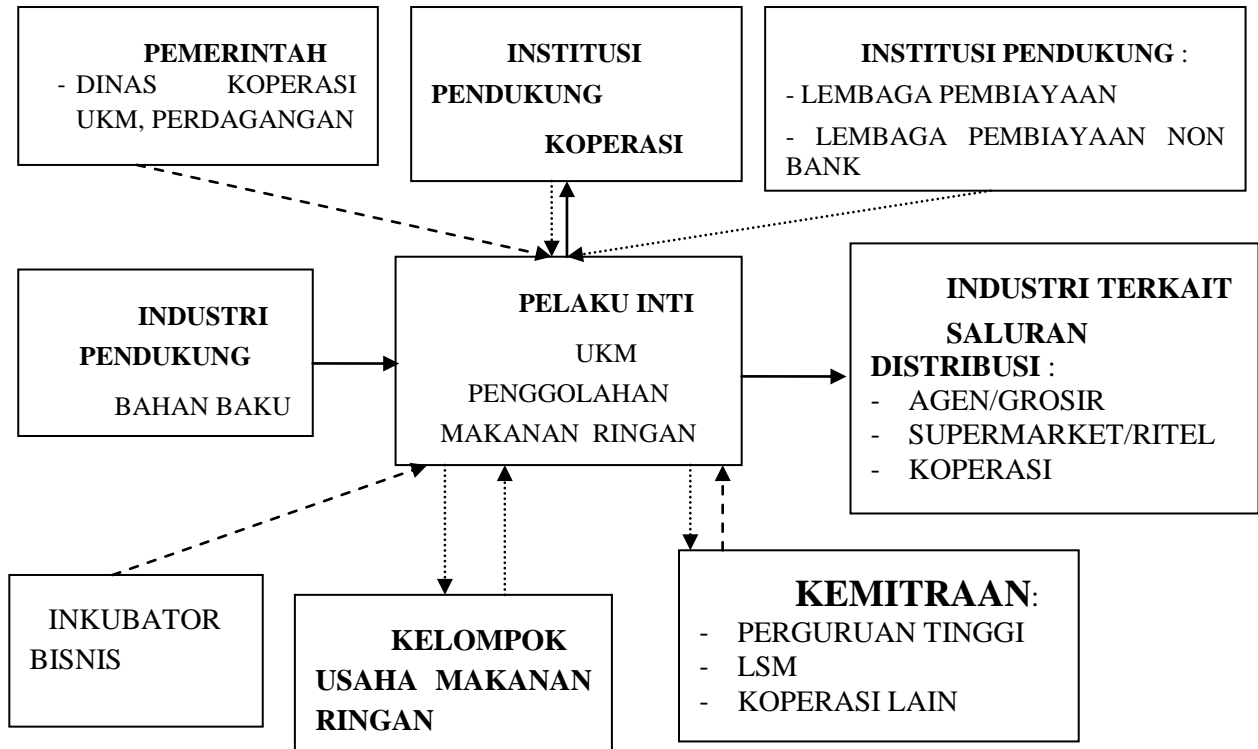 PEMERINTAH
- DINAS KOPERASI
UKM, PERDAGANGAN
INSTITUSI
PENDUKUNG
KOPERASI
INSTITUSI PENDUKUNG :
- LEMBAGA PEMBIAYAAN
- LEMBAGA PEMBIAYAAN NON
BANK
INDUSTRI
PENDUKUNG
BAHAN BAKU
PELAKU INTI
UKM
PENGGOLAHAN
MAKANAN RINGAN
INDUSTRI TERKAIT
SALURAN
DISTRIBUSI :
- AGEN/GROSIR
- SUPERMARKET/RITEL
- KOPERASI
INKUBATOR
BISNIS
KELOMPOK
USAHA MAKANAN
RINGAN
KEMITRAAN:
- PERGURUAN TINGGI
- LSM
- KOPERASI LAIN